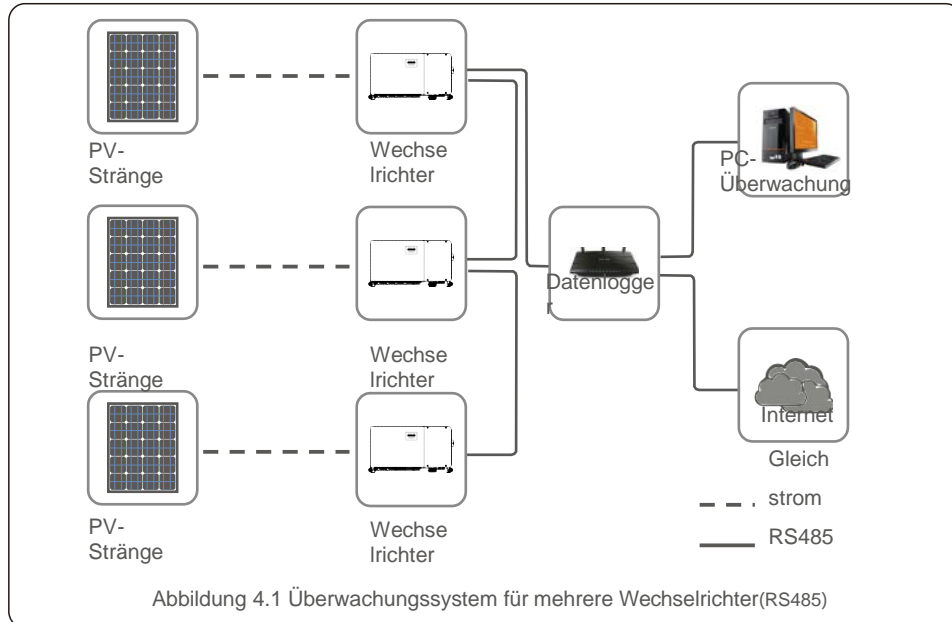 PV-
Stränge
Wechse
lrichter
PC-
Überwachung
Datenlogge
r
PV-
Stränge
Wechse
lrichter
Internet
PV-
Stränge
Wechse
lrichter
Gleich
strom
RS485
Abbildung 4.1 Überwachungssystem für mehrere Wechselrichter(RS485)